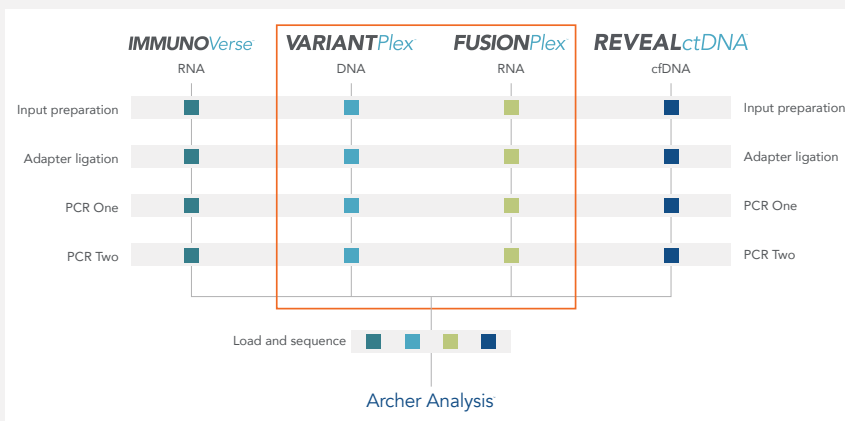 IMMUNOVerse VARIANTPlex FUSIONPlex REVEALctDNA
RNA DNA RNA cfDNA
Input preparation Input preparation
Adapter ligation Adapter ligation
PCR One PCR One
PCR Two PCR Two
Load and sequence
Archer Analysis